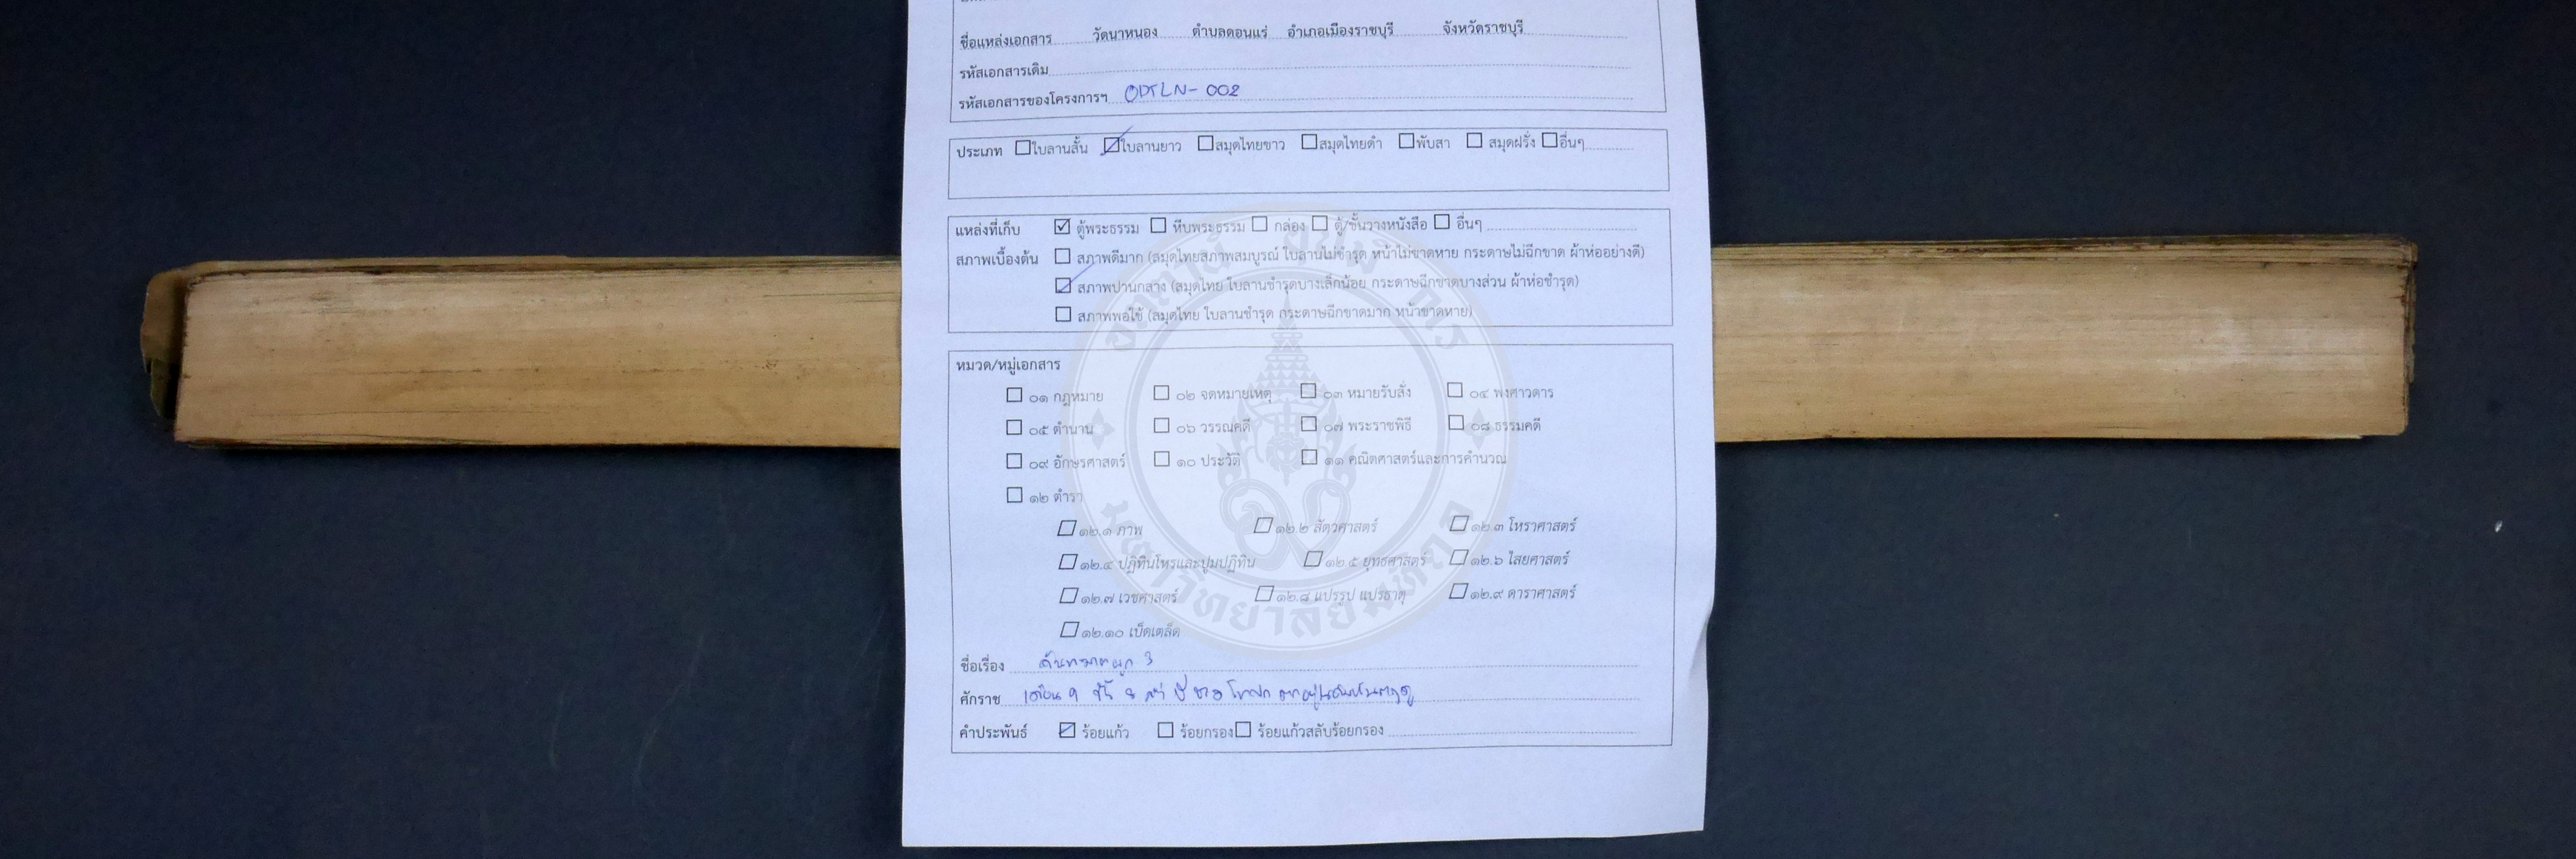 ชื่อแหล่งเอกสาร วัดนาหนอง ตำบลดอนแร่ อำเภอเมืองราชบุรี จังหวัดราชบุรี
รหัสเอกสารเดิม
รหัสเอกสารของโครงการฯ ODTLN-002
ประเภท ใบลานสั้น ใบลานยาว สมุดไทยขาว สมุดไทยดำ พับสา สมุดฝรั่ง อื่นๆ
แหล่งที่เก็บ ตู้พระธรรม หีบพระธรรม กล่อง ตู้/ชั้นวางหนังสือ อื่นๆ
สภาพเบื้องต้น สภาพดีมาก (สมุดไทยสภาพสมบูรณ์ ใบลานไม่ชำรุด หน้าไม่ขาดหาย กระดาษไม่ฉีกขาด ผ้าห่ออย่างดี)
สภาพปานกลาง (สมุดไทย ใบลานชำรุดบางเล็กน้อย กระดาษฉีกขาดบางส่วน ผ้าห่อชำรุด)
สภาพพอใช้ (สมุดไทย ใบลานชำรุด กระดาษฉีกขาดมาก หน้าขาดหาย)
หมวด/หมู่เอกสาร
๐๑ กฎหมาย ๐๒ จดหมายเหตุ ๐๓ หมายรับสั่ง ๐๔ พงศาวดาร
๐๕ ตำนาน ๐๖ วรรณคดี ๐๗ พระราชพิธี ๐๘ ธรรมคดี
๐๙ อักษรศาสตร์ ๑๐ ประวัติ ๑๑ คณิตศาสตร์และการคำนวณ
๑๒ ตำรา
๑๒.๑ ภาพ ๑๒.๒ สัตวศาสตร์ ๑๒.๓ โหราศาสตร์
๑๒.๔ ปฏิทินโหรและปูมปฏิทิน ๑๒.๕ ยุทธศาสตร์ ๑๒.๖ ไสยศาสตร์
๑๒.๗ เวชศาสตร์ ๑๒.๘ แปรรูป แปรธาตุ ๑๒.๙ ดาราศาสตร์
๑๒.๑๐ เบ็ดเตล็ด
ชื่อเรื่อง ผูก 3
ศักราช เดือน 9
คำประพันธ์ ร้อยแก้ว ร้อยกรอง ร้อยแก้วสลับร้อยกรอง